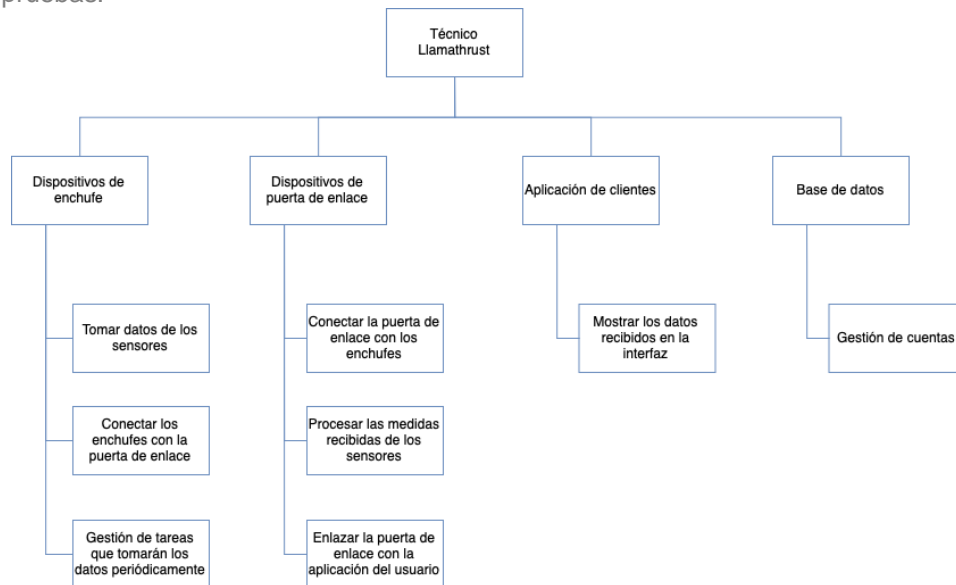 pruebas.
Técnico
Llamathrust
Dispositivos de
enchufe
Dispositivos de
puerta de enlace
Aplicación de clientes
Base de datos
Tomar datos de los
sensores
Conectar la puerta de
enlace con los
enchufes
Mostrar los datos
recibidos en la
interfaz
Gestión de cuentas
Conectar los
enchufes con la
puerta de enlace
Procesar las medidas
recibidas de los
sensores
Gestión de tareas
que tomarán los
datos periódicamente
Enlazar la puerta de
enlace con la
aplicación del usuario